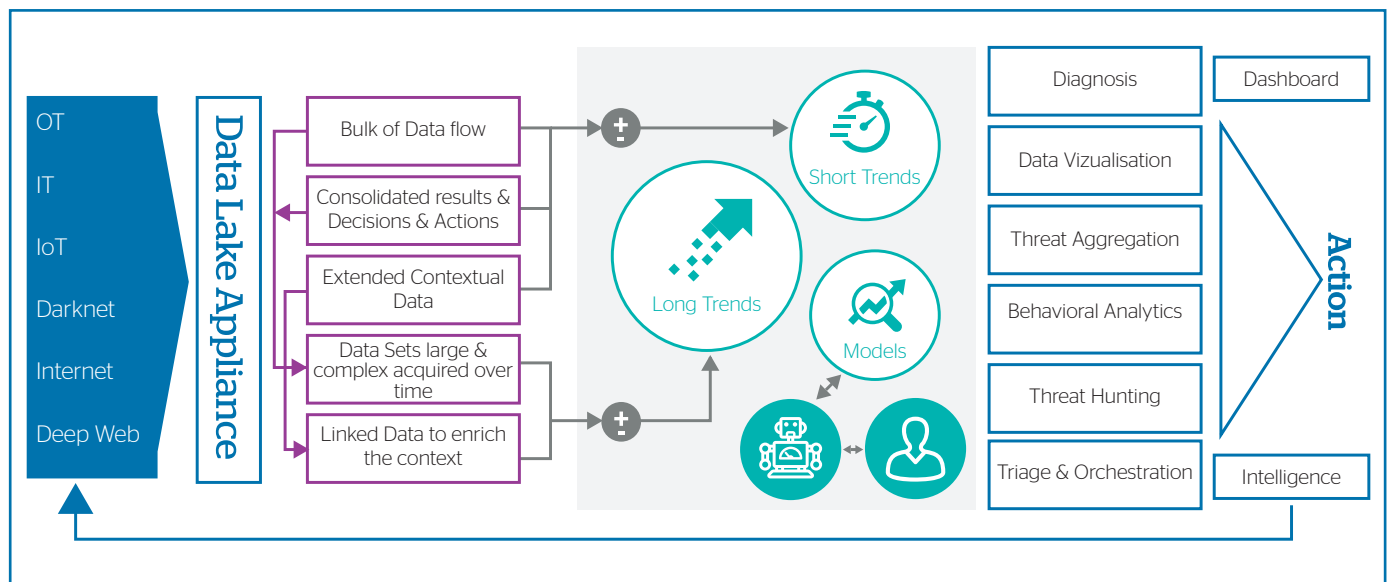 OT
IT
IoT
Darknet
Internet
Deep Web
Data Lake Appliance
Bulk of Data flow
Consolidated results &
Decisions & Actions
Extended Contextual
Data
Data Sets large &
complex acquired over
time
Linked Data to enrich
the context
+
-
+
-
Short Trends
Long Trends
Models
Diagnosis
Data Vizualisation
Threat Aggregation
Behavioral Analytics
Threat Hunting
Triage & Orchestration
Dashboard
Action
Intelligence